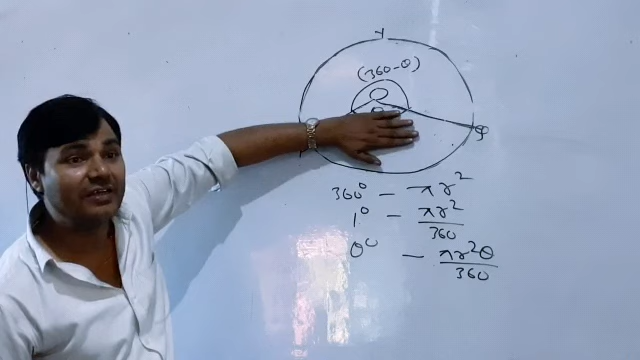 Y
(360-θ)
O
θ
Q
360° - πr²
1° - πr²/360
θ° - πr²θ/360